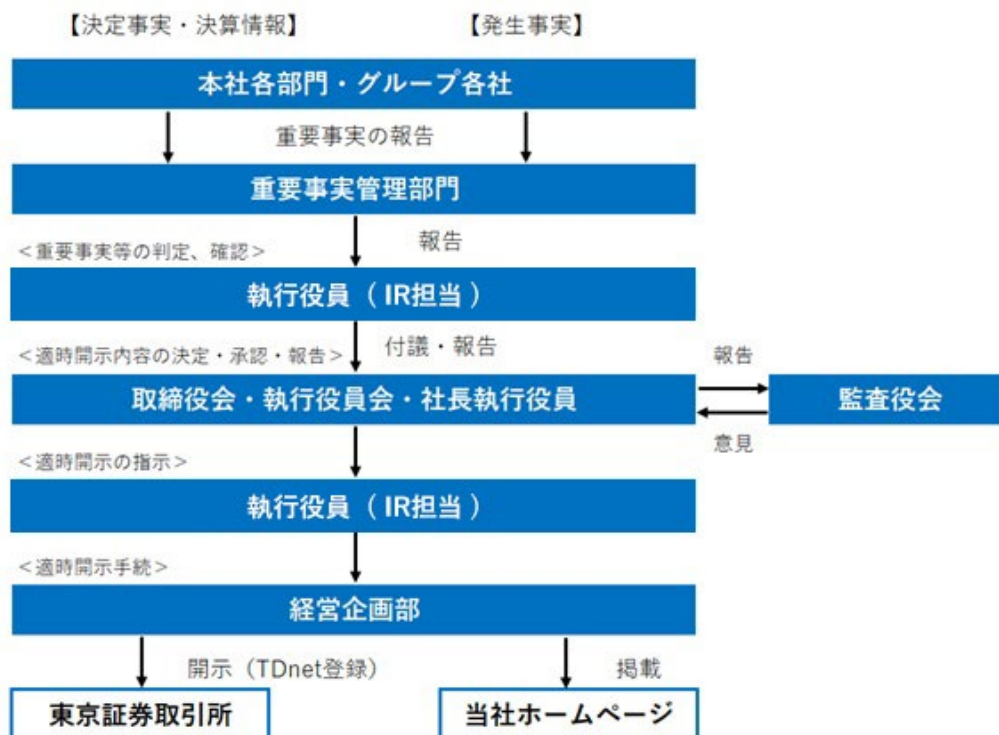 【決定事実・決算情報】
【発生事実】
本社各部門・グループ各社
重要事実の報告
重要事実管理部門
報告
＜重要事実等の判定、確認＞
執行役員（ IR担当 ）
付議・報告
＜適時開示内容の決定・承認・報告＞
取締役会・執行役員会・社長執行役員
報告
監査役会
意見
＜適時開示の指示＞
執行役員（ IR担当 ）
＜適時開示手続＞
経営企画部
開示（TDnet登録）
掲載
東京証券取引所
当社ホームページ